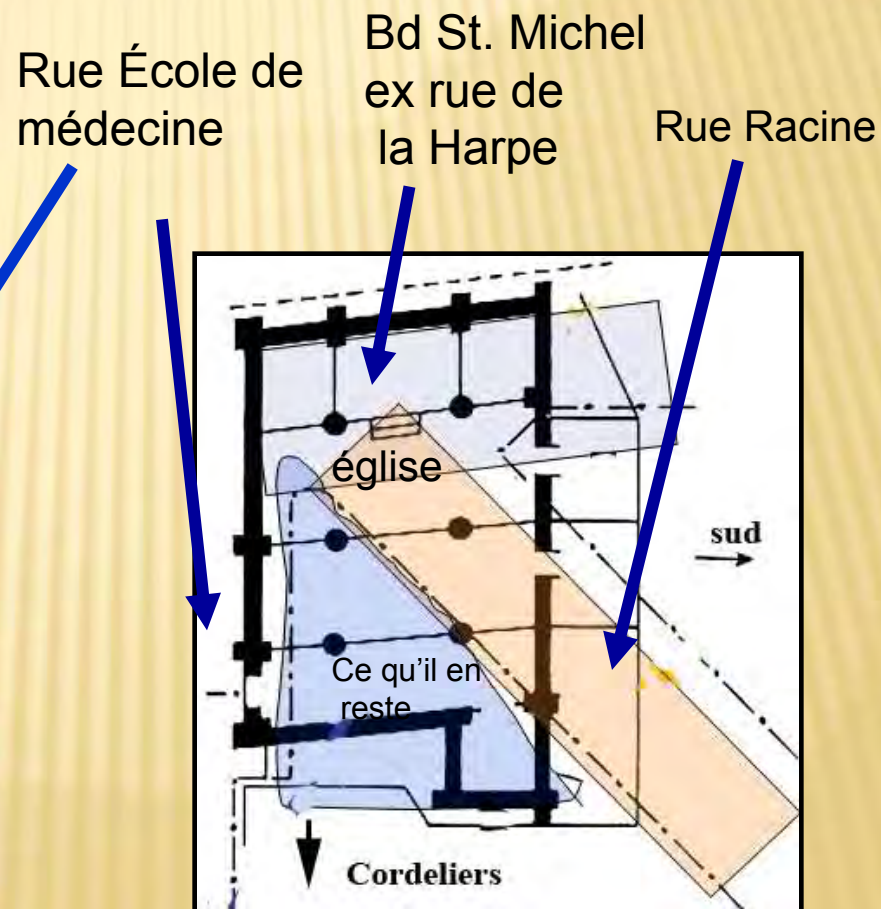 Rue École de
médecine
Bd St. Michel
ex rue de
la Harpe
Rue Racine
église
sud
Ce qu'il en
reste
Cordeliers